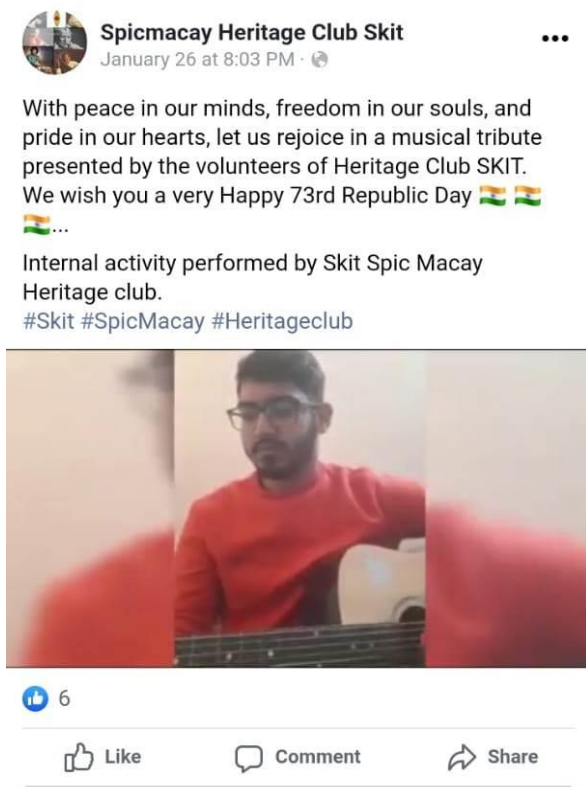 Spicmacay Heritage Club Skit
January 26 at 8:03 PM ·
With peace in our minds, freedom in our souls, and
pride in our hearts, let us rejoice in a musical tribute
presented by the volunteers of Heritage Club SKIT.
We wish you a very Happy 73rd Republic Day 🇮🇳 🇮🇳
🇮🇳...
Internal activity performed by Skit Spic Macay
Heritage club.
#Skit #SpicMacay #Heritageclub
6
Like Comment Share